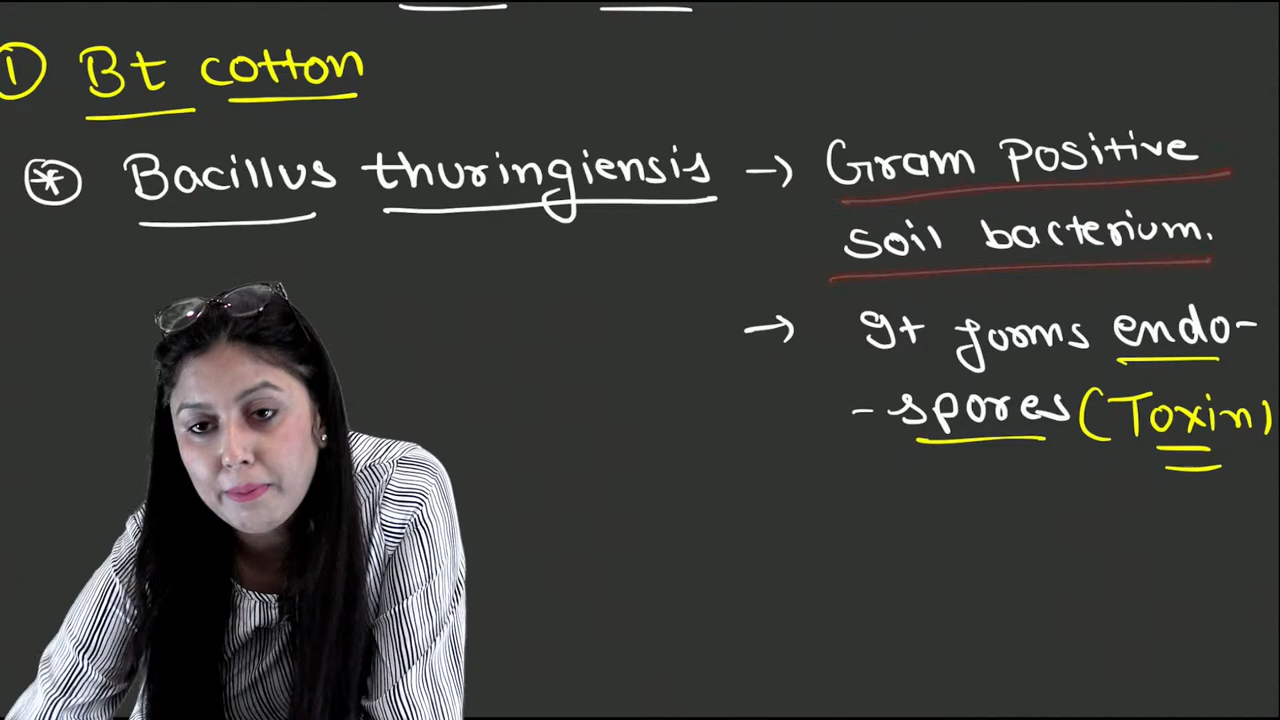 ① Bt cotton
Bacillus thuringiensis → Gram positive
soil bacterium.
→ It forms endo-
-spores (Toxin)